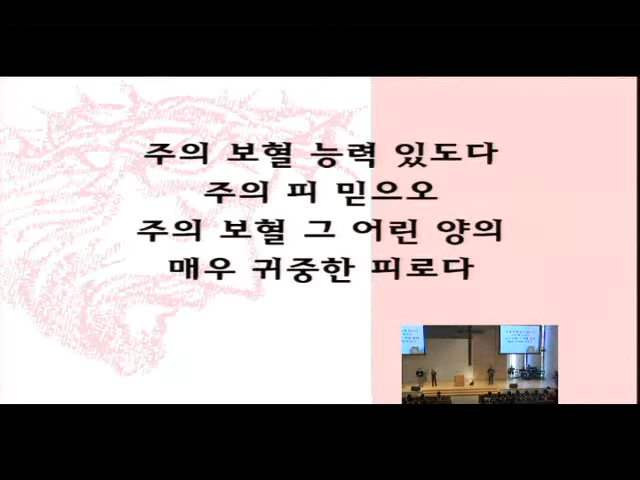 주의 보혈 능력 있도다
주의 피 믿으오
주의 보혈 그 어린 양의
매우 귀중한 피로다